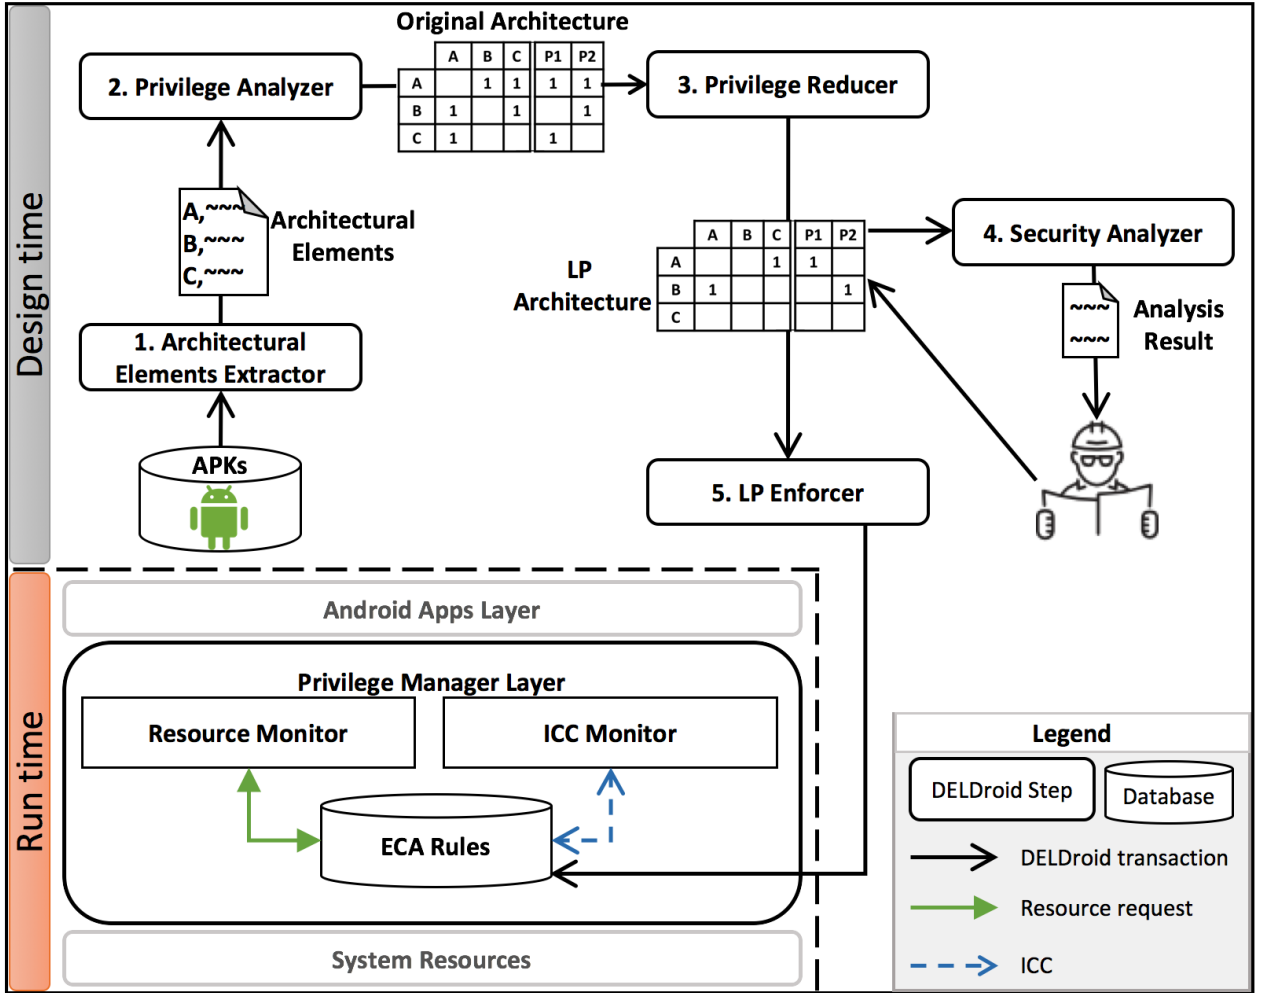 Design time
Original Architecture
2. Privilege Analyzer
A B C P1 P2
A 1 1 1 1
B 1 1 1
C 1 1
3. Privilege Reducer
A,~~~
B,~~~
C,~~~
Architectural
Elements
1. Architectural
Elements Extractor
APKs
LP
Architecture
A B C P1 P2
A 1 1
B 1 1
C
4. Security Analyzer
~~~
~~~
Analysis
Result
5. LP Enforcer
Run time
Android Apps Layer
Privilege Manager Layer
Resource Monitor
ICC Monitor
ECA Rules
System Resources
Legend
DELDroid Step
Database
DELDroid transaction
Resource request
ICC